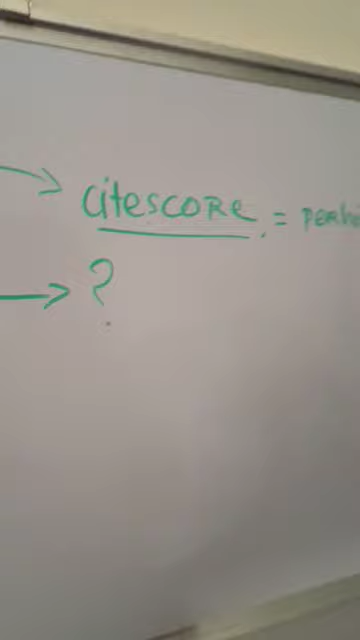 citescore =
?